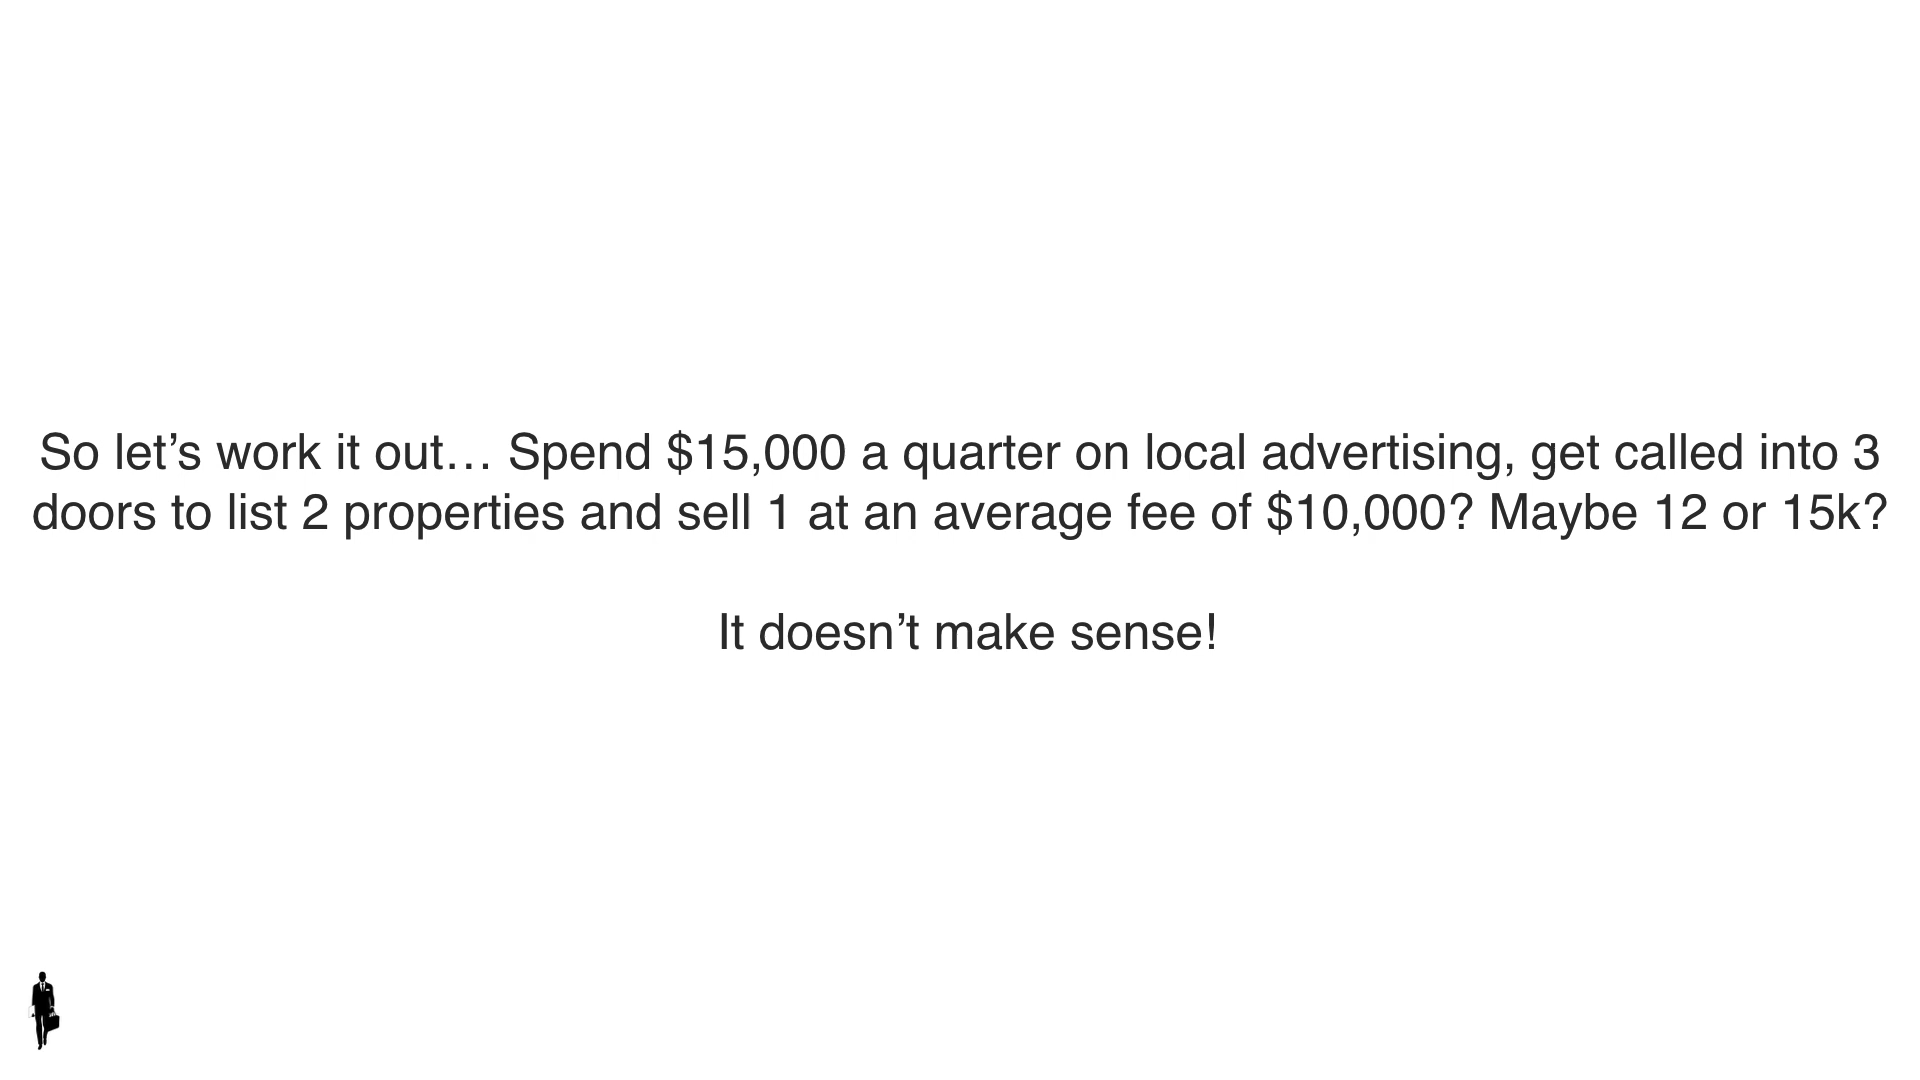 So let’s work it out… Spend $15,000 a quarter on local advertising, get called into 3
doors to list 2 properties and sell 1 at an average fee of $10,000? Maybe 12 or 15k?
It doesn’t make sense!